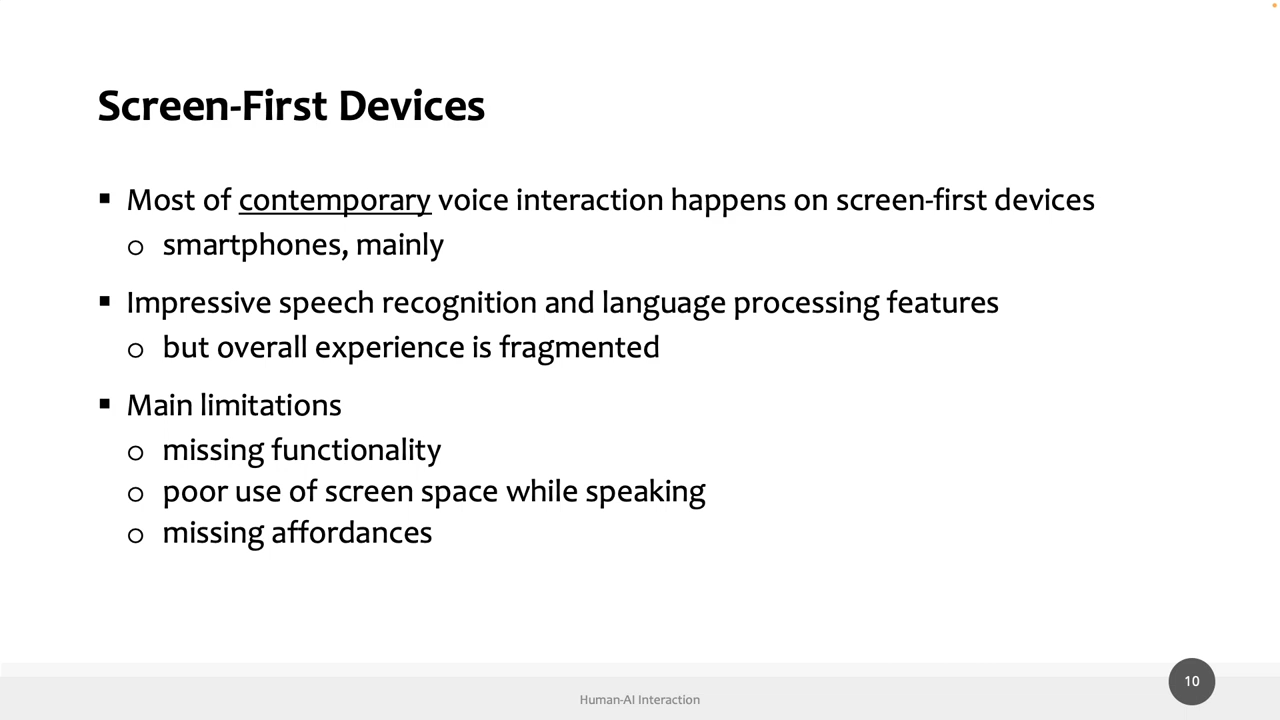 Screen-First Devices
▪ Most of contemporary voice interaction happens on screen-first devices
o smartphones, mainly
▪ Impressive speech recognition and language processing features
o but overall experience is fragmented
▪ Main limitations
o missing functionality
o poor use of screen space while speaking
o missing affordances
10
Human-AI Interaction